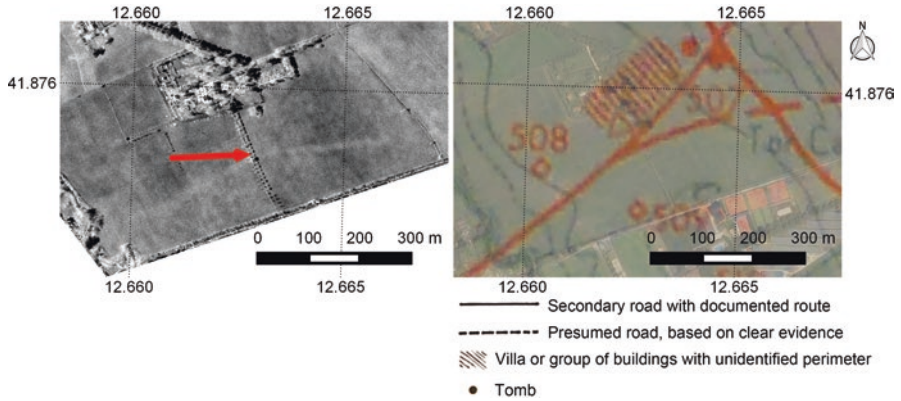 12.660 12.665
41.876
0 100 200 300 m
12.660 12.665
12.660 12.665 N
41.876
508
507
509
0 100 200 300 m
12.660 12.665
Secondary road with documented route
Presumed road, based on clear evidence
Villa or group of buildings with unidentified perimeter
Tomb